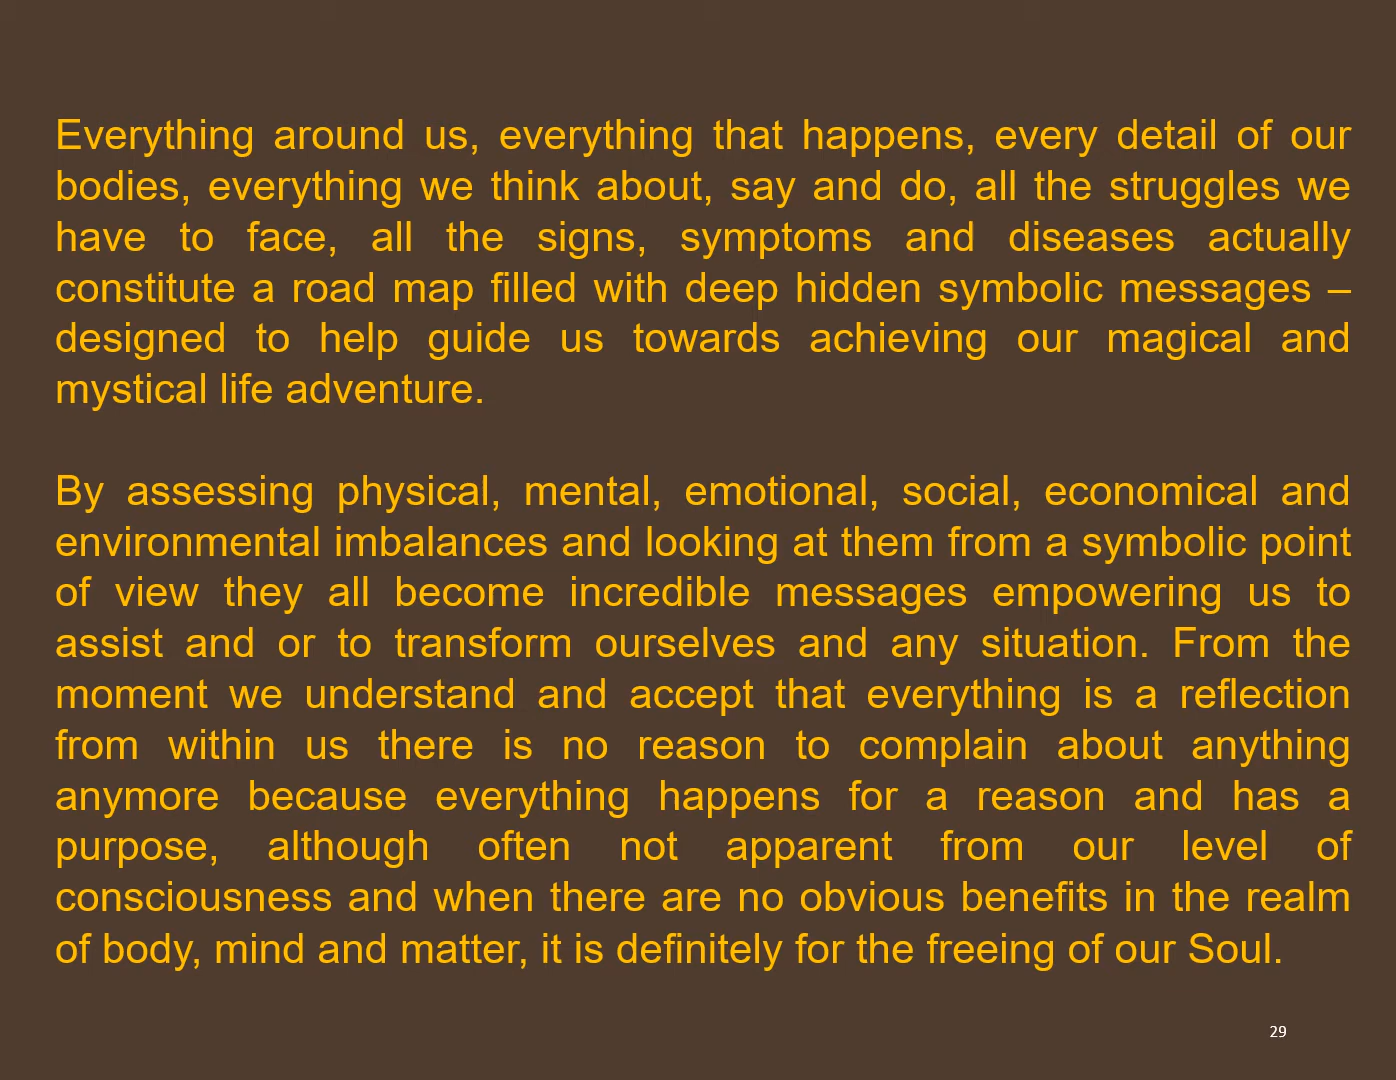 Everything around us, everything that happens, every detail of our
bodies, everything we think about, say and do, all the struggles we
have to face, all the signs, symptoms and diseases actually
constitute a road map filled with deep hidden symbolic messages –
designed to help guide us towards achieving our magical and
mystical life adventure.
By assessing physical, mental, emotional, social, economical and
environmental imbalances and looking at them from a symbolic point
of view they all become incredible messages empowering us to
assist and or to transform ourselves and any situation. From the
moment we understand and accept that everything is a reflection
from within us there is no reason to complain about anything
anymore because everything happens for a reason and has a
purpose, although often not apparent from our level of
consciousness and when there are no obvious benefits in the realm
of body, mind and matter, it is definitely for the freeing of our Soul.
29